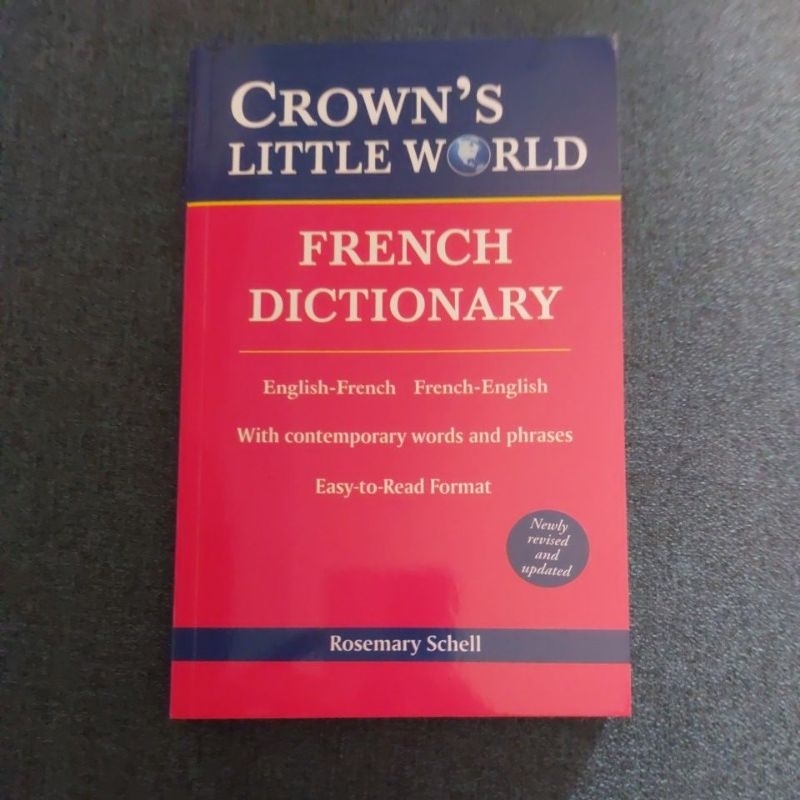 CROWN'S
LITTLE WORLD
FRENCH
DICTIONARY
English-French French-English
With contemporary words and phrases
Easy-to-Read Format
Newly
revised
and
updated
Rosemary Schell